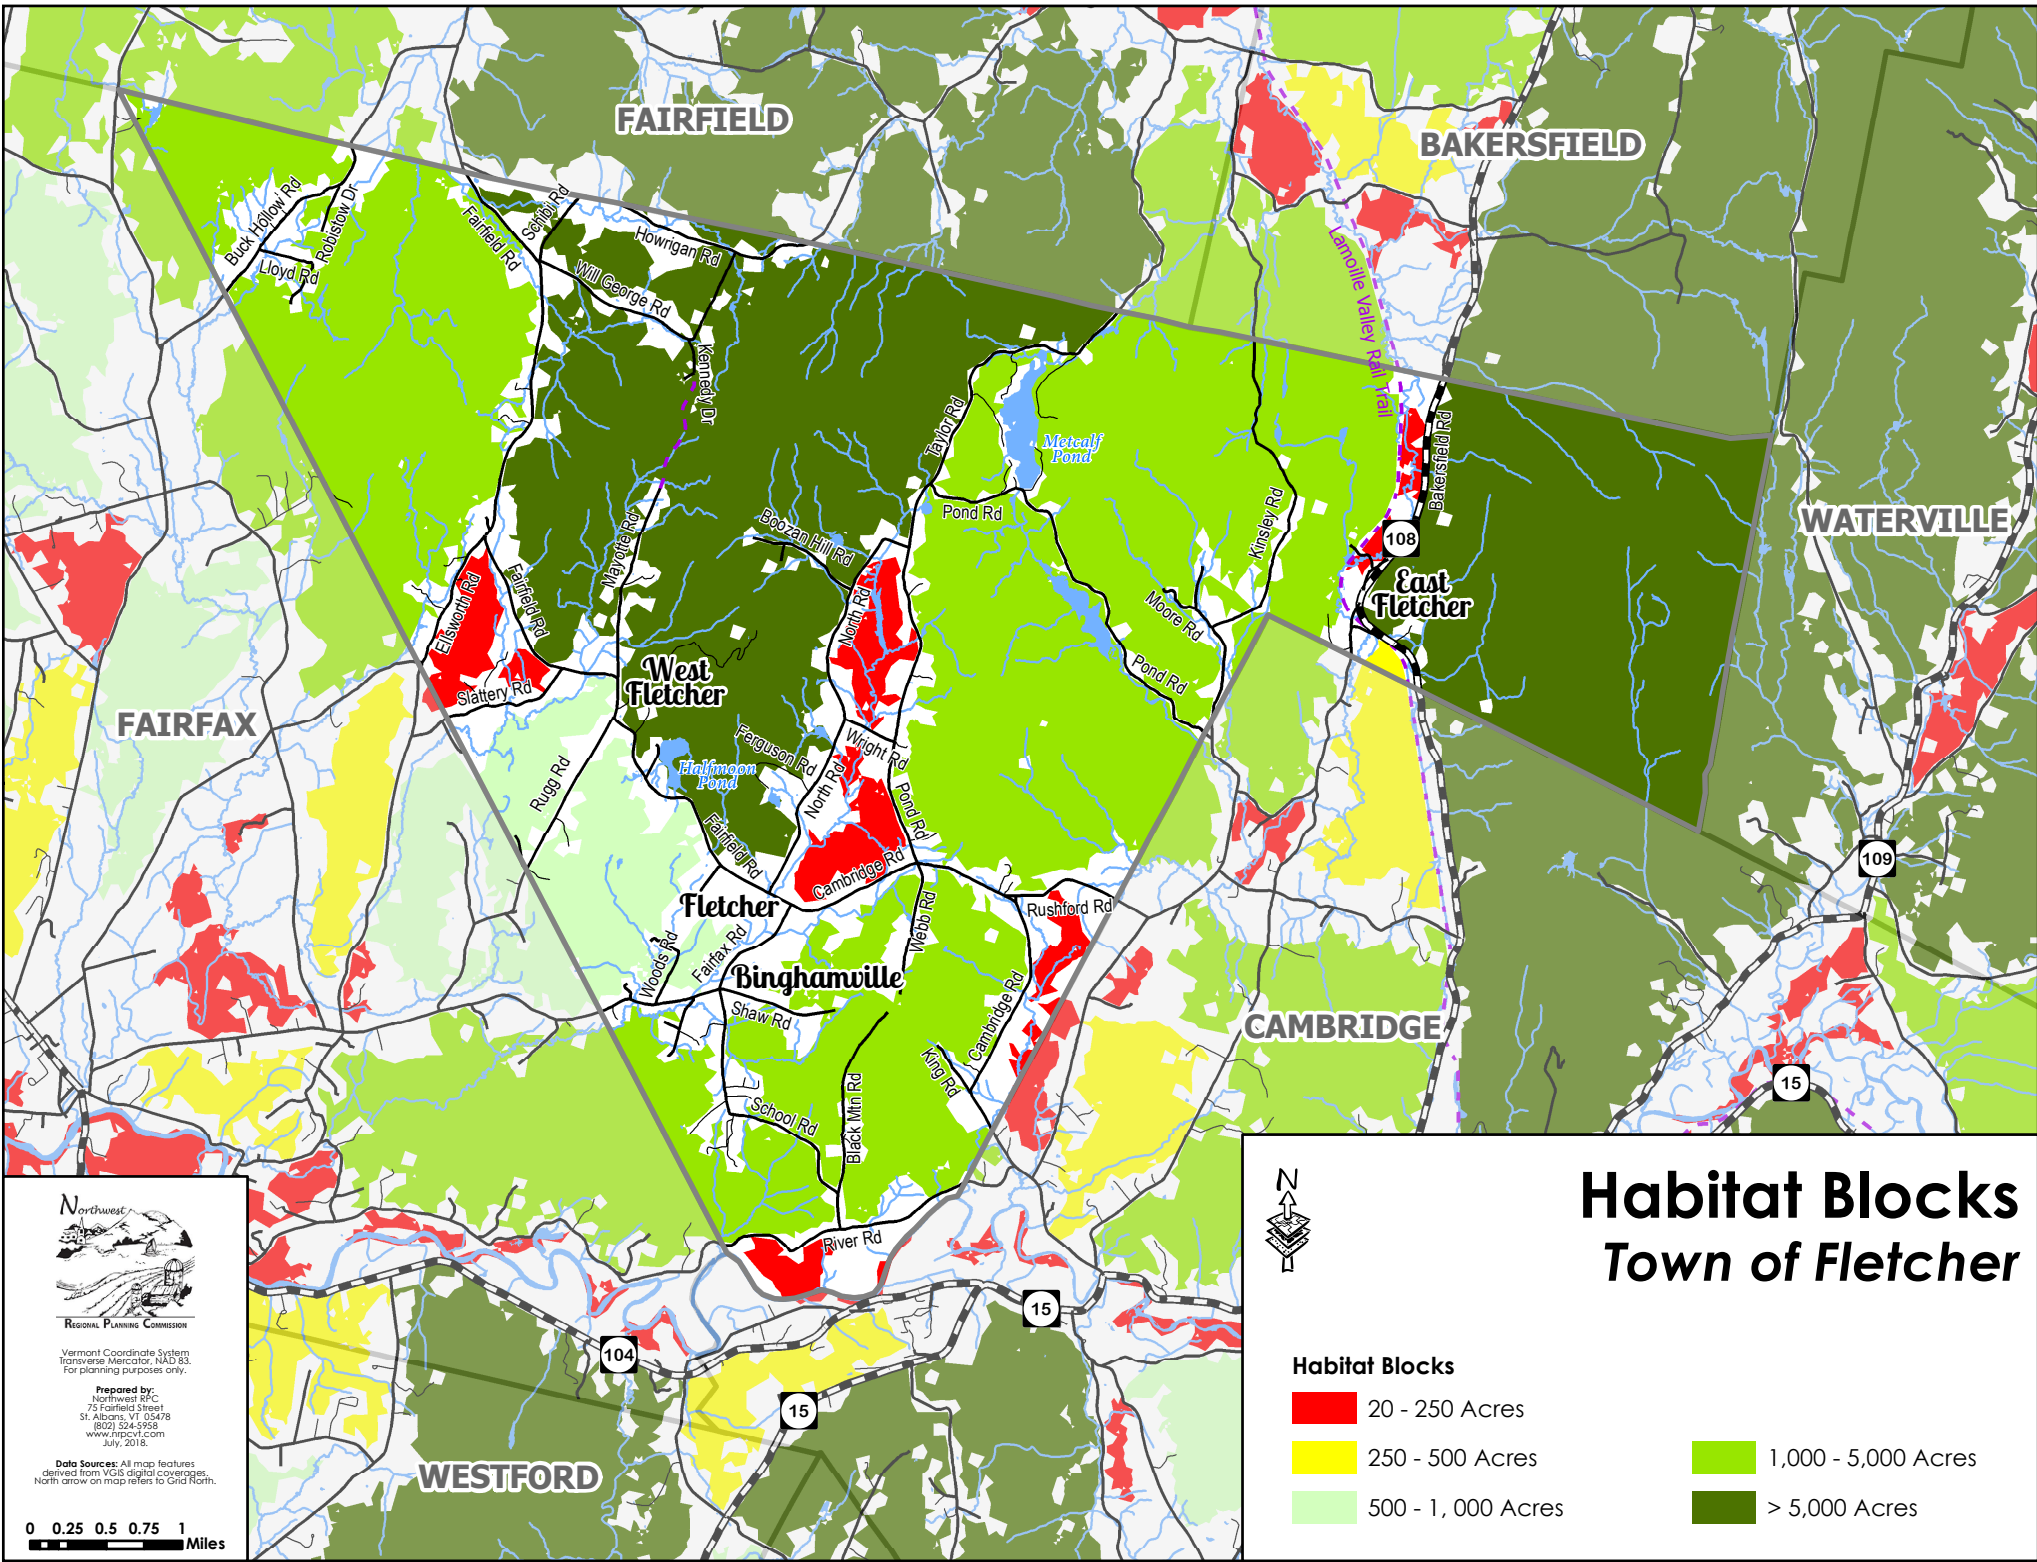 FAIRFIELD
BAKERSFIELD
Buck Hollow Rd
Robistow Dr
Lloyd Rd
Fairfield Rd
Schibi Rd
Howrigan Rd
Will George Rd
Kennedy Dr
Lamoille Valley Rail Trail
Taylor Rd
Metcalf
Pond
Bakersfield Rd
Pond Rd
Kinsley Rd
WATERVILLE
Boozan Hill Rd
Mayotte Rd
108
East
Fletcher
Ellsworth Rd
Fairfield Rd
North Rd
Moore Rd
Pond Rd
West
Fletcher
Slattery Rd
FAIRFAX
Rugg Rd
Halfmoon
Pond
Ferguson Rd
Wright Rd
North Rd
Pond Rd
Fairfield Rd
Cambridge Rd
109
Fletcher
Webb Rd
Rushford Rd
Woods Rd
Fairfax Rd
Binghamville
Shaw Rd
Cambridge Rd
CAMBRIDGE
King Rd
15
School Rd
Black Mtn Rd
River Rd
15
104
15
WESTFORD
Northwest
REGIONAL PLANNING COMMISSION
Vermont Coordinate System
Transverse Mercator, NAD 83.
For planning purposes only.
Prepared by:
Northwest RPC
75 Fairfield Street
St. Albans, VT 05478
(802) 524-5958
www.nrpcvt.com
July, 2018.
Data Sources: All map features
derived from VGIS digital coverages.
North arrow on map refers to Grid North.
0 0.25 0.5 0.75 1
Miles
N
Habitat Blocks
Town of Fletcher
Habitat Blocks
20 - 250 Acres
250 - 500 Acres
500 - 1, 000 Acres
1,000 - 5,000 Acres
> 5,000 Acres